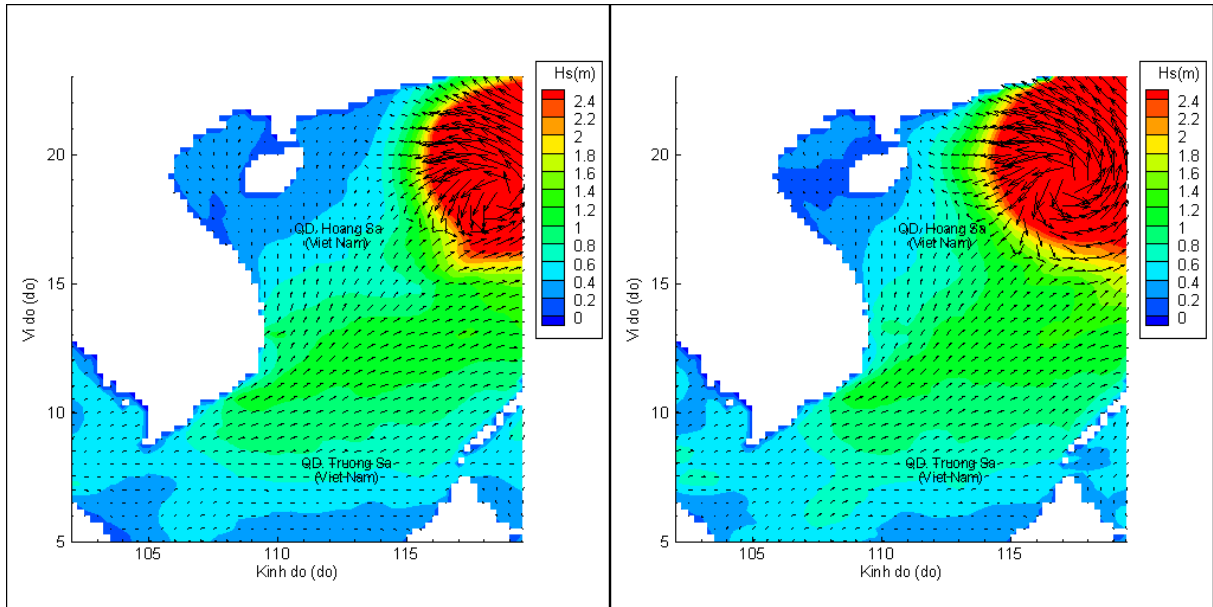 Hs(m)
2.4
2.2
2
1.8
1.6
1.4
1.2
1
0.8
0.6
0.4
0.2
0
20
15
10
5
Vi do (do)
QD. Hoang Sa
(Viet Nam)
QD. Truong Sa
(Viet Nam)
105
110
115
Kinh do (do)
Hs(m)
2.4
2.2
2
1.8
1.6
1.4
1.2
1
0.8
0.6
0.4
0.2
0
20
15
10
5
Vi do (do)
QD. Hoang Sa
(Viet Nam)
QD. Truong Sa
(Viet Nam)
105
110
115
Kinh do (do)